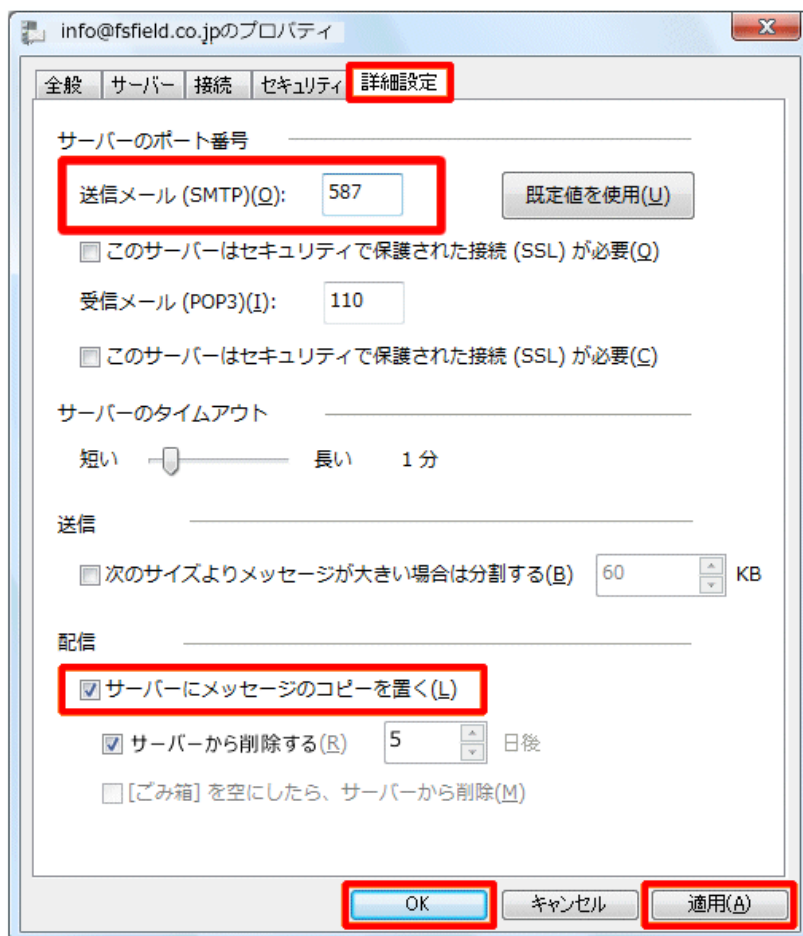 info@fsfield.co.jpのプロパティ
全般 サーバー 接続 セキュリティ 詳細設定
サーバーのポート番号
送信メール (SMTP)(O): 587 既定値を使用(U)
このサーバーはセキュリティで保護された接続 (SSL) が必要(Q)
受信メール (POP3)(I): 110
このサーバーはセキュリティで保護された接続 (SSL) が必要(C)
サーバーのタイムアウト
短い 長い 1 分
送信
次のサイズよりメッセージが大きい場合は分割する(B) 60 KB
配信
サーバーにメッセージのコピーを置く(L)
サーバーから削除する(R) 5 日後
[ごみ箱] を空にしたら、サーバーから削除(M)
OK キャンセル 適用(A)